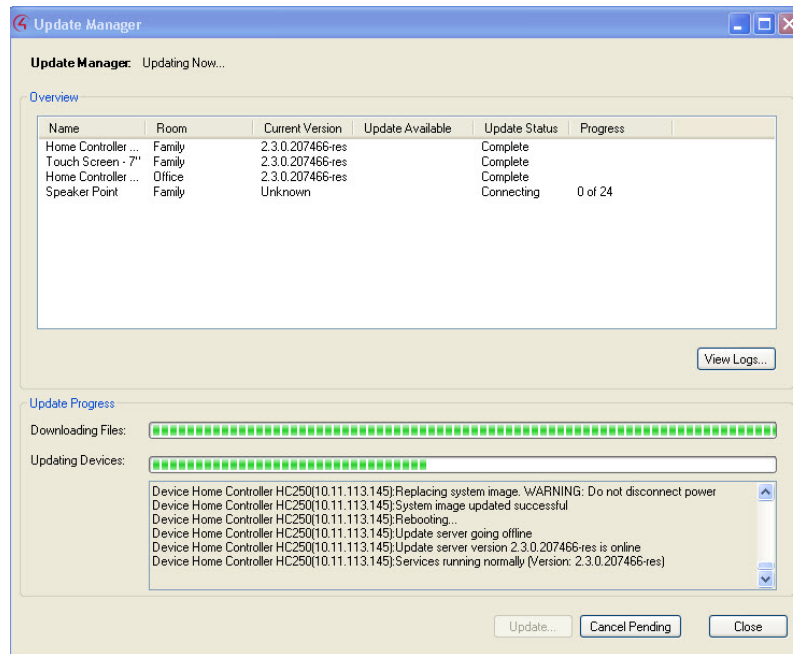 Update Manager
Update Manager: Updating Now...
Overview
Name Room Current Version Update Available Update Status Progress
Home Controller ... Family 2.3.0.207466-res Complete
Touch Screen - 7" Family 2.3.0.207466-res Complete
Home Controller ... Office 2.3.0.207466-res Complete
Speaker Point Family Unknown Connecting 0 of 24
View Logs...
Update Progress
Downloading Files:
Updating Devices:
Device Home Controller HC250(10.11.113.145):Replacing system image. WARNING: Do not disconnect power
Device Home Controller HC250(10.11.113.145):System image updated successful
Device Home Controller HC250(10.11.113.145):Rebooting...
Device Home Controller HC250(10.11.113.145):Update server going offline
Device Home Controller HC250(10.11.113.145):Update server version 2.3.0.207466-res is online
Device Home Controller HC250(10.11.113.145):Services running normally (Version: 2.3.0.207466-res)
Update... Cancel Pending Close